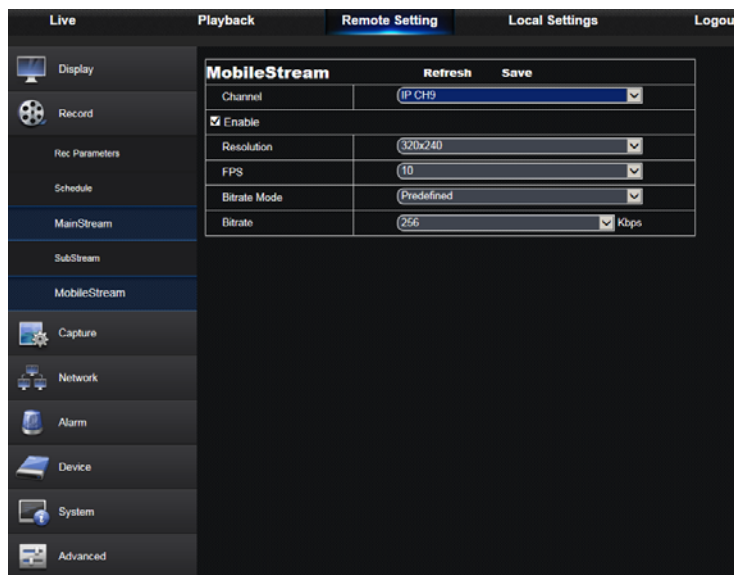 Live Playback Remote Setting Local Settings Logou
Display
Record
Rec Parameters
Schedule
MainStream
SubStream
MobileStream
Capture
Network
Alarm
Device
System
Advanced
MobileStream Refresh Save
Channel IP CH9
Enable
Resolution 320x240
FPS 10
Bitrate Mode Predefined
Bitrate 256 Kbps